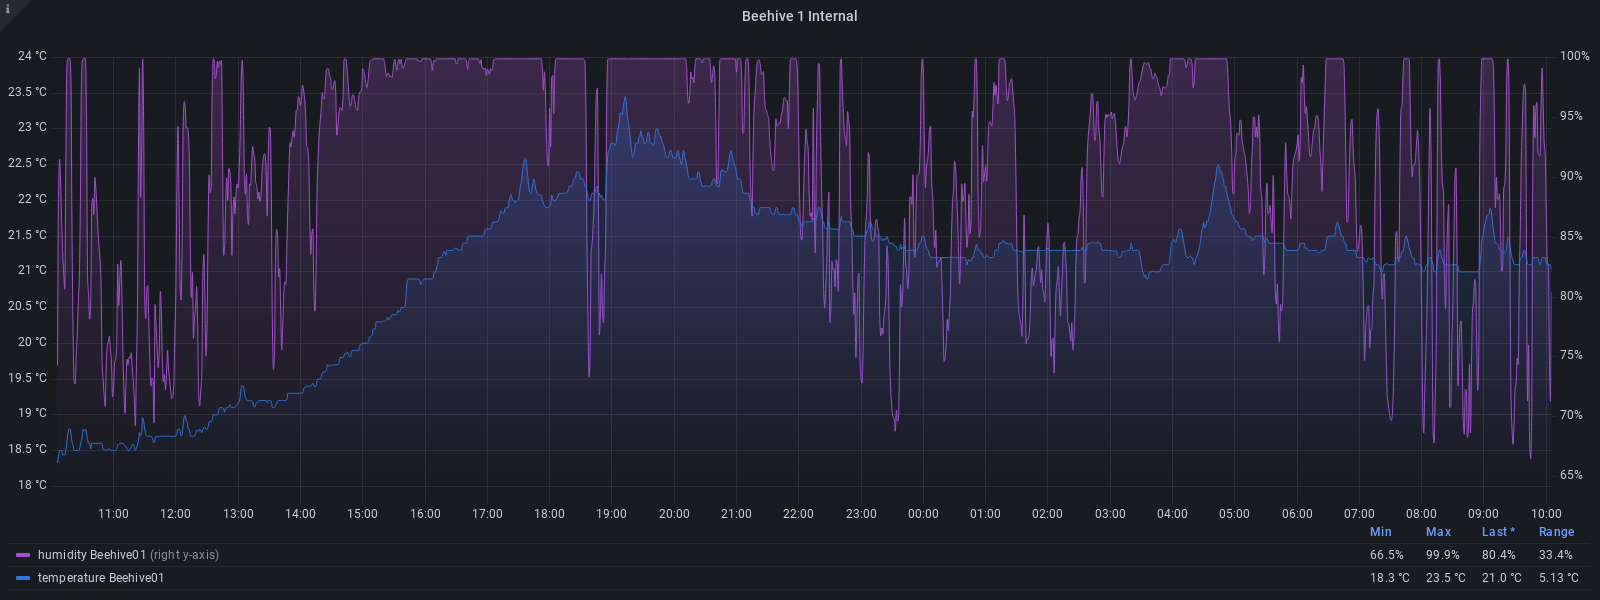 i
Beehive 1 Internal
24 °C
23.5 °C
23 °C
22.5 °C
22 °C
21.5 °C
21 °C
20.5 °C
20 °C
19.5 °C
19 °C
18.5 °C
18 °C
100%
95%
90%
85%
80%
75%
70%
65%
11:00 12:00 13:00 14:00 15:00 16:00 17:00 18:00 19:00 20:00 21:00 22:00 23:00 00:00 01:00 02:00 03:00 04:00 05:00 06:00 07:00 08:00 09:00 10:00
Min Max Last * Range
humidity Beehive01 (right y-axis) 66.5% 99.9% 80.4% 33.4%
temperature Beehive01 18.3 °C 23.5 °C 21.0 °C 5.13 °C